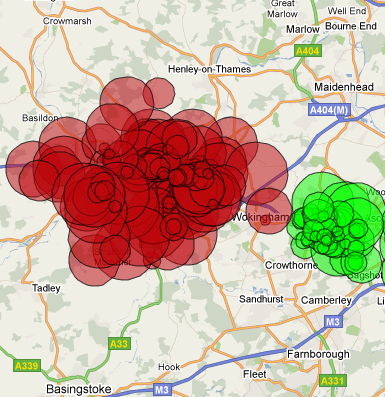 Great
Marlow
Well End
Crowmarsh
Marlow
Bourne End
A404
Henley-on-Thames
Maidenhead
A404(M)
Basildon
Wokingham
Crowthorne
Bagshot
Tadley
Sandhurst
Camberley
M3
A33
Farnborough
A339
Hook
Fleet
A331
Basingstoke
M3